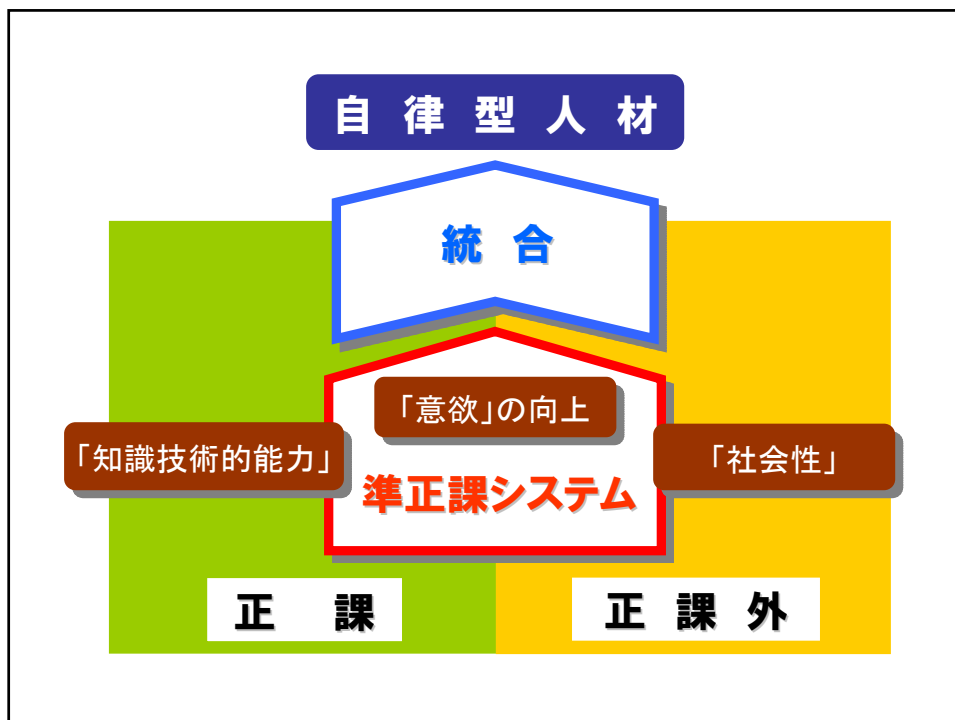 自律型人材
統合
「意欲」の向上
「知識技術的能力」
「社会性」
準正課システム
正課
正課外